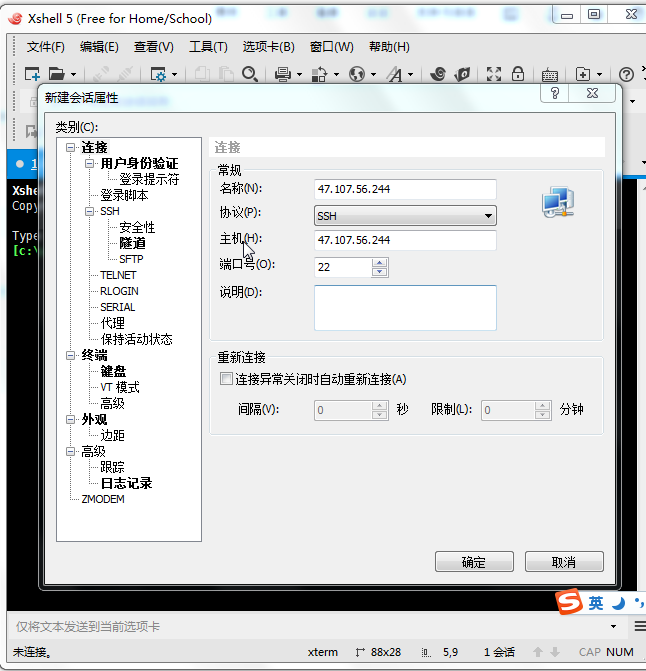 Xshell 5 (Free for Home/School)
文件(F) 编辑(E) 查看(V) 工具(T) 选项卡(B) 窗口(W) 帮助(H)
新建会话属性
类别(C):
连接
用户身份验证
登录提示符
登录脚本
SSH
安全性
隧道
SFTP
TELNET
RLOGIN
SERIAL
代理
保持活动状态
终端
键盘
VT 模式
高级
外观
边距
高级
跟踪
日志记录
ZMODEM
连接
常规
名称(N): 47.107.56.244
协议(P): SSH
主机(H): 47.107.56.244
端口号(O): 22
说明(D):
重新连接
连接异常关闭时自动重新连接(A)
间隔(V): 0 秒 限制(L): 0 分钟
确定 取消
1
Xshe
Copy
Type
[c:\
S 英
仅将文本发送到当前选项卡
未连接。 xterm 88x28 5,9 1 会话 CAP NUM